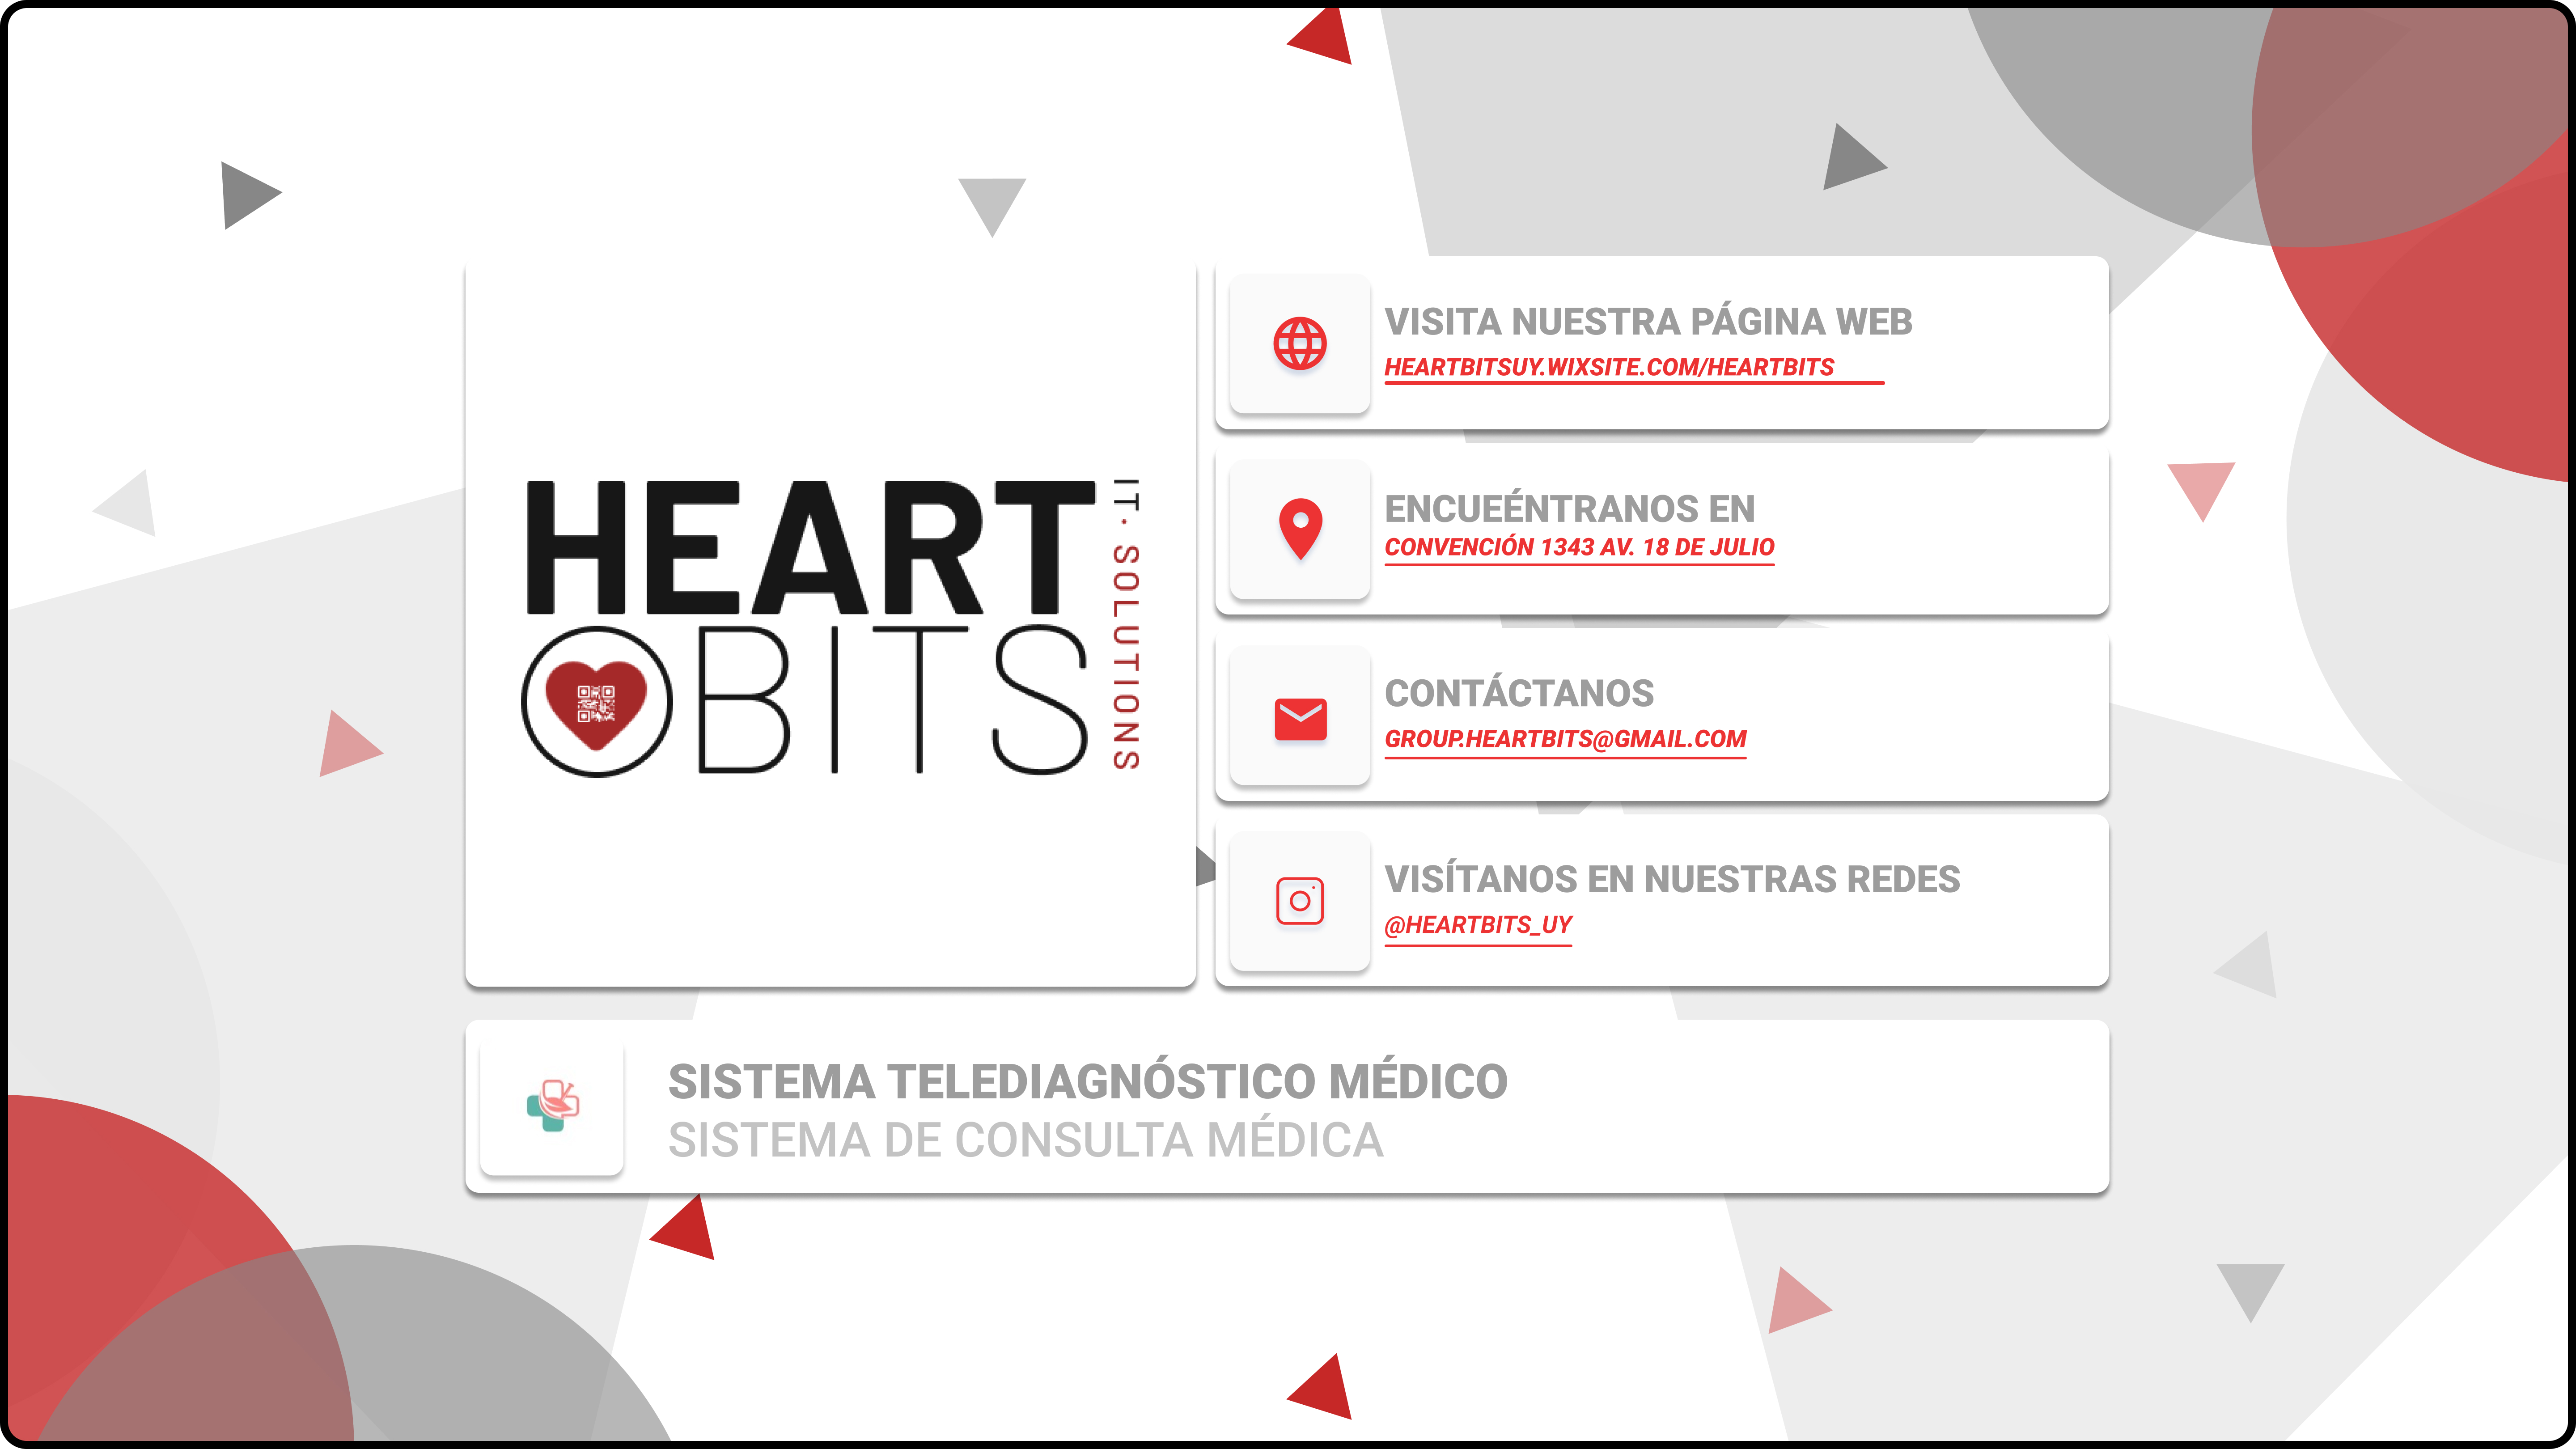 HEART
BITS
IT · SOLUTIONS
VISITA NUESTRA PÁGINA WEB
HEARTBITSUY.WIXSITE.COM/HEARTBITS
ENCUEÉNTRANOS EN
CONVENCIÓN 1343 AV. 18 DE JULIO
CONTÁCTANOS
GROUP.HEARTBITS@GMAIL.COM
VISÍTANOS EN NUESTRAS REDES
@HEARTBITS_UY
SISTEMA TELEDIAGNÓSTICO MÉDICO
SISTEMA DE CONSULTA MÉDICA